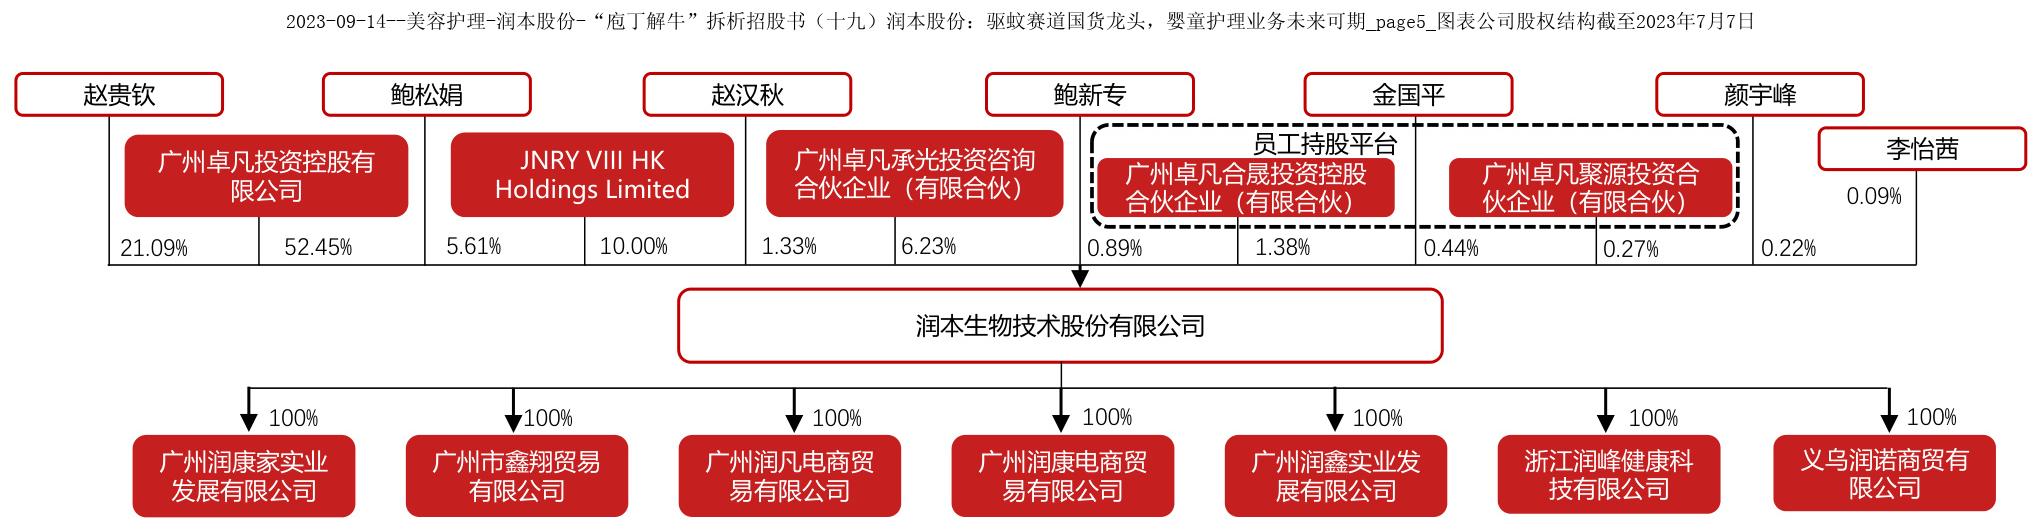 2023-09-14--美容护理-润本股份-“庖丁解牛”拆析招股书（十九）润本股份：驱蚊赛道国货龙头，婴童护理业务未来可期_page5_图表公司股权结构截至2023年7月7日
赵贵钦
鲍松娟
赵汉秋
鲍新专
金国平
颜宇峰
李怡茜
广州卓凡投资控股有
限公司
JNRY VIII HK
Holdings Limited
广州卓凡承光投资咨询
合伙企业（有限合伙）
员工持股平台
广州卓凡合晟投资控股
合伙企业（有限合伙）
广州卓凡聚源投资合
伙企业（有限合伙）
21.09%
52.45%
5.61%
10.00%
1.33%
6.23%
0.89%
1.38%
0.44%
0.27%
0.22%
0.09%
润本生物技术股份有限公司
100%
100%
100%
100%
100%
100%
100%
广州润康家实业
发展有限公司
广州市鑫翔贸易
有限公司
广州润凡电商贸
易有限公司
广州润康电商贸
易有限公司
广州润鑫实业发
展有限公司
浙江润峰健康科
技有限公司
义乌润诺商贸有
限公司